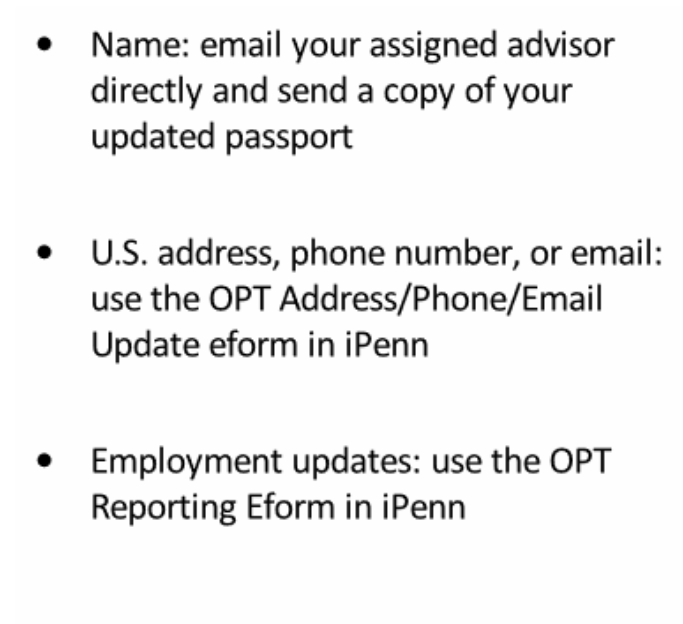 • Name: email your assigned advisor
directly and send a copy of your
updated passport
• U.S. address, phone number, or email:
use the OPT Address/Phone/Email
Update eform in iPenn
• Employment updates: use the OPT
Reporting Eform in iPenn